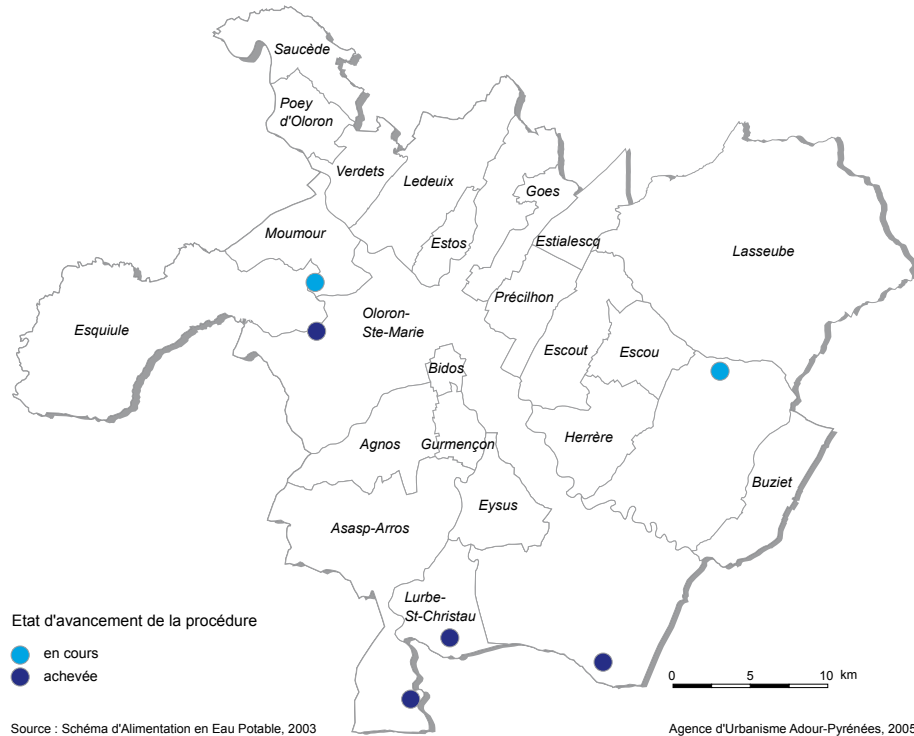 Saucède
Poey
d'Oloron
Verdets
Ledeuix
Goes
Moumour
Estos
Estialescq
Lasseube
Précilhon
Esquiule
Oloron-
Ste-Marie
Escout
Escou
Bidos
Agnos
Gurmençon
Herrère
Buziet
Asasp-Arros
Eysus
Lurbe-
St-Christau
Etat d'avancement de la procédure
en cours
achevée
0 5 10 km
Source : Schéma d'Alimentation en Eau Potable, 2003
Agence d'Urbanisme Adour-Pyrénées, 2005